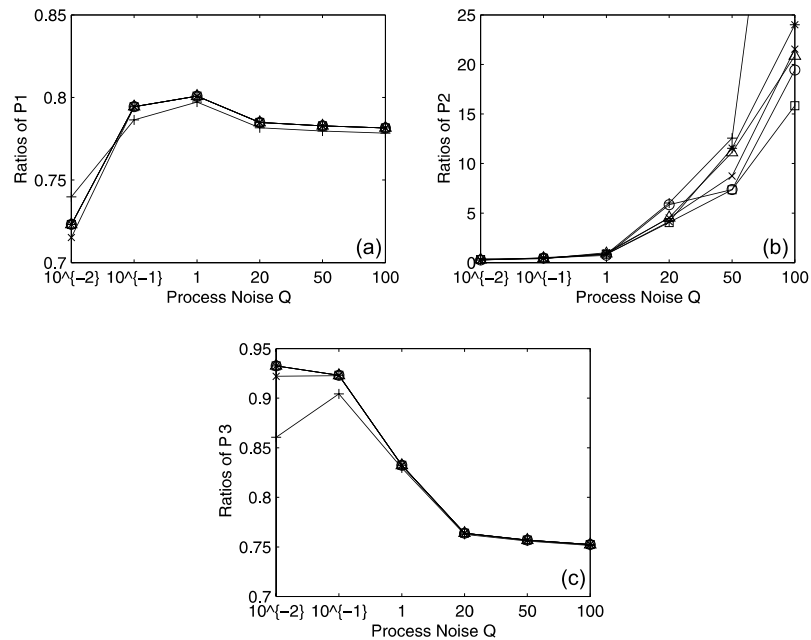 0.85
0.8
0.75
0.7
Ratios of P1
10^{-2} 10^{-1} 1 20 50 100
Process Noise Q
(a)
25
20
15
10
5
0
Ratios of P2
10^{-2} 10^{-1} 1 20 50 100
Process Noise Q
(b)
0.95
0.9
0.85
0.8
0.75
0.7
Ratios of P3
10^{-2} 10^{-1} 1 20 50 100
Process Noise Q
(c)